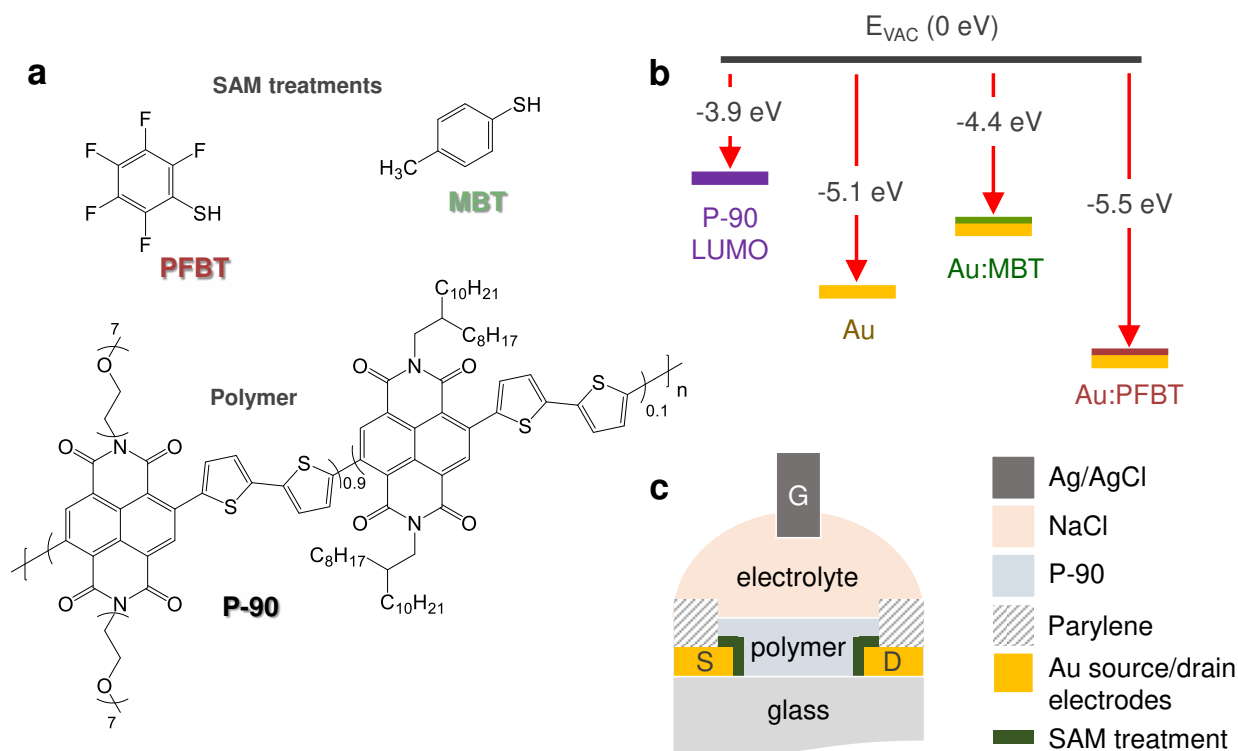 a
SAM treatments
F
F
F
F
F
SH
PFBT
SH
H₃C
MBT
Polymer
7
O
N
O
O
O
O
N
O
7
S
S
0.9
C₁₀H₂₁
C₈H₁₇
N
O
O
O
O
N
C₈H₁₇
C₁₀H₂₁
S
S
0.1
n
P-90
b
E_VAC (0 eV)
-3.9 eV
-5.1 eV
-4.4 eV
-5.5 eV
P-90
LUMO
Au
Au:MBT
Au:PFBT
c
G
electrolyte
S
polymer
D
glass
Ag/AgCl
NaCl
P-90
Parylene
Au source/drain
electrodes
SAM treatment